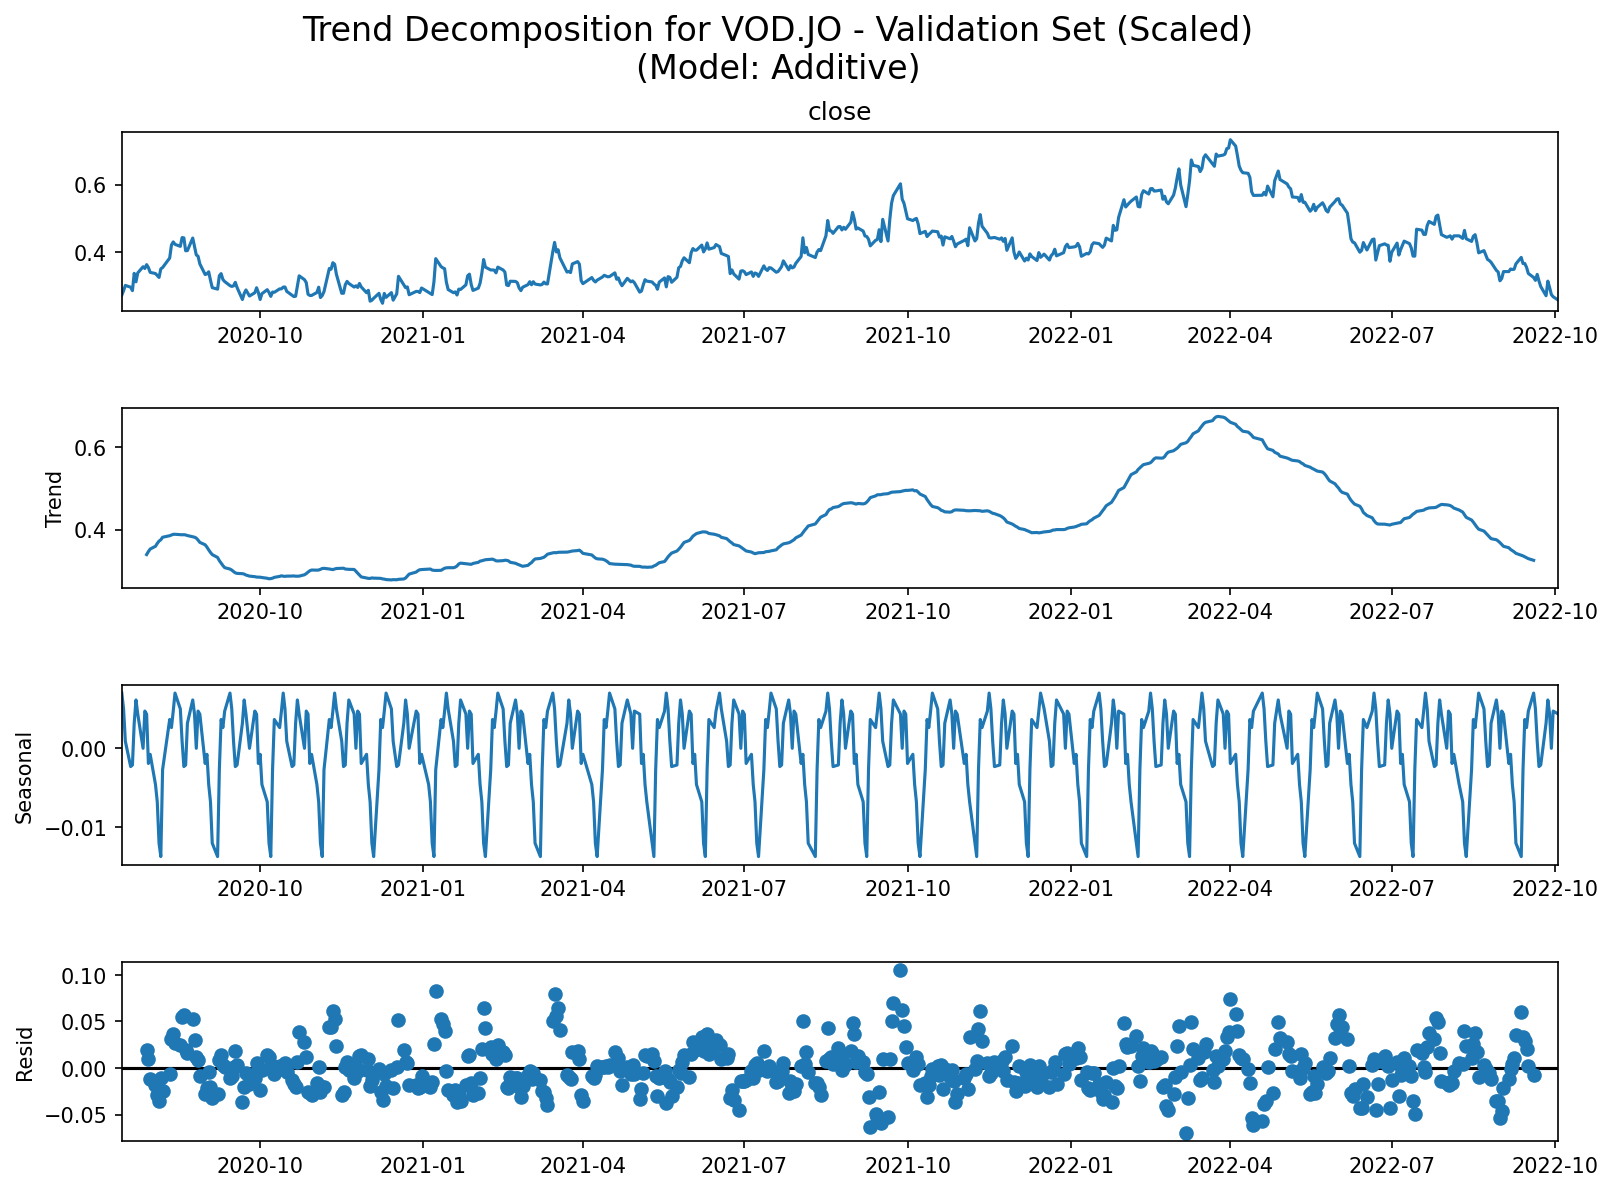 Trend Decomposition for VOD.JO - Validation Set (Scaled)
(Model: Additive)
close
0.6
0.4
2020-10 2021-01 2021-04 2021-07 2021-10 2022-01 2022-04 2022-07 2022-10
Trend
0.6
0.4
2020-10 2021-01 2021-04 2021-07 2021-10 2022-01 2022-04 2022-07 2022-10
Seasonal
0.00
−0.01
2020-10 2021-01 2021-04 2021-07 2021-10 2022-01 2022-04 2022-07 2022-10
Resid
0.10
0.05
0.00
−0.05
2020-10 2021-01 2021-04 2021-07 2021-10 2022-01 2022-04 2022-07 2022-10